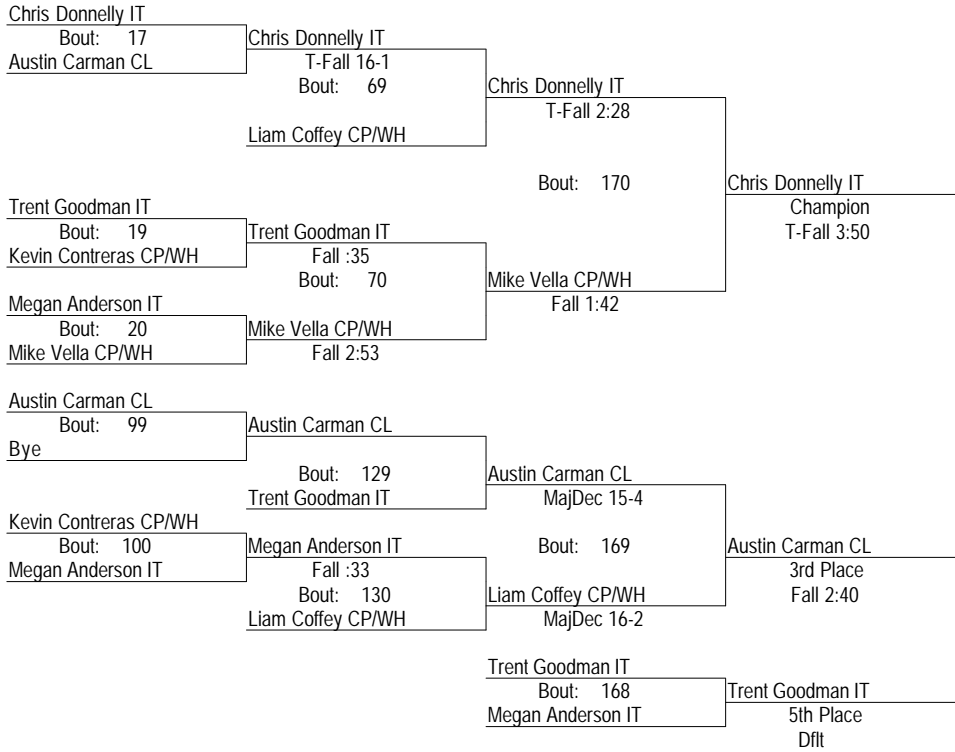 Chris Donnelly IT
Bout: 17
Chris Donnelly IT
Austin Carman CL
T-Fall 16-1
Bout: 69
Chris Donnelly IT
T-Fall 2:28
Liam Coffey CP/WH
Bout: 170
Chris Donnelly IT
Trent Goodman IT
Champion
Bout: 19
Trent Goodman IT
T-Fall 3:50
Kevin Contreras CP/WH
Fall :35
Bout: 70
Mike Vella CP/WH
Megan Anderson IT
Fall 1:42
Bout: 20
Mike Vella CP/WH
Mike Vella CP/WH
Fall 2:53
Austin Carman CL
Bout: 99
Austin Carman CL
Bye
Bout: 129
Austin Carman CL
Trent Goodman IT
MajDec 15-4
Kevin Contreras CP/WH
Bout: 100
Megan Anderson IT
Bout: 169
Austin Carman CL
Megan Anderson IT
Fall :33
3rd Place
Bout: 130
Liam Coffey CP/WH
Fall 2:40
Liam Coffey CP/WH
MajDec 16-2
Trent Goodman IT
Bout: 168
Trent Goodman IT
Megan Anderson IT
5th Place
Dflt